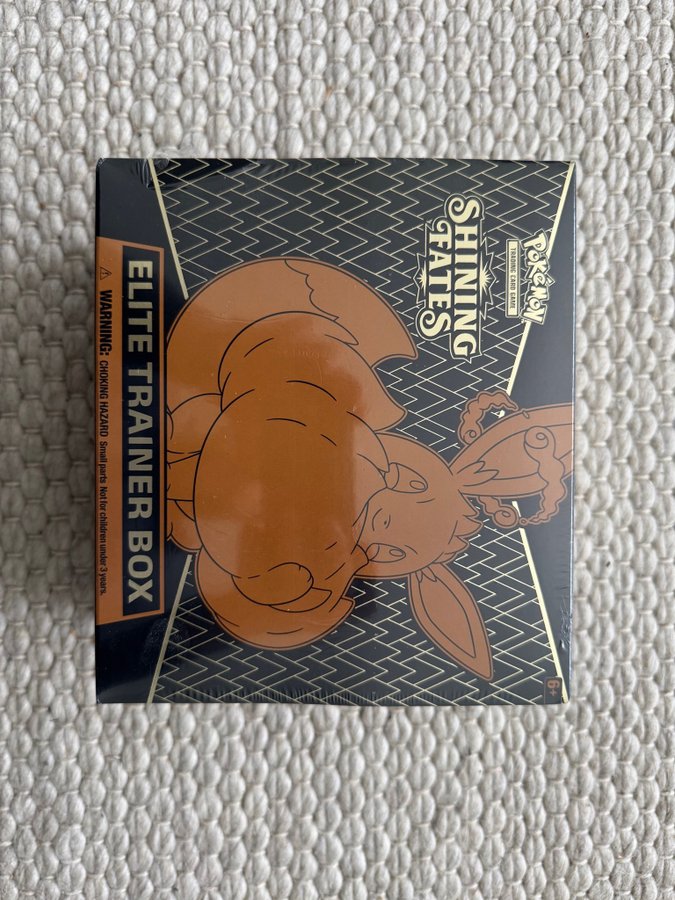 POKéMON
TRADING CARD GAME
SHINING
FATES
ELITE TRAINER BOX
⚠ WARNING: CHOKING HAZARD Small parts Not for children under 3 years.
6+